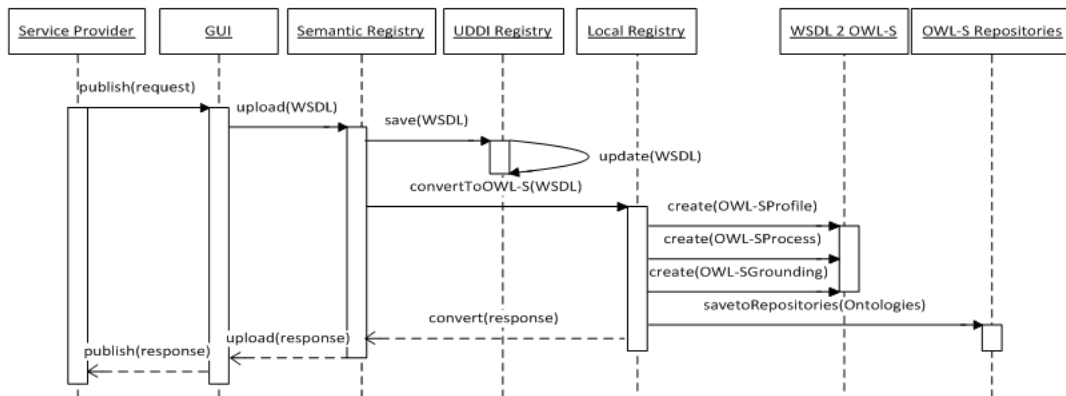 Service Provider
GUI
Semantic Registry
UDDI Registry
Local Registry
WSDL 2 OWL-S
OWL-S Repositories
publish(request)
upload(WSDL)
save(WSDL)
update(WSDL)
convertToOWL-S(WSDL)
create(OWL-SProfile)
create(OWL-SProcess)
create(OWL-SGrounding)
savetoRepositories(Ontologies)
convert(response)
upload(response)
publish(response)